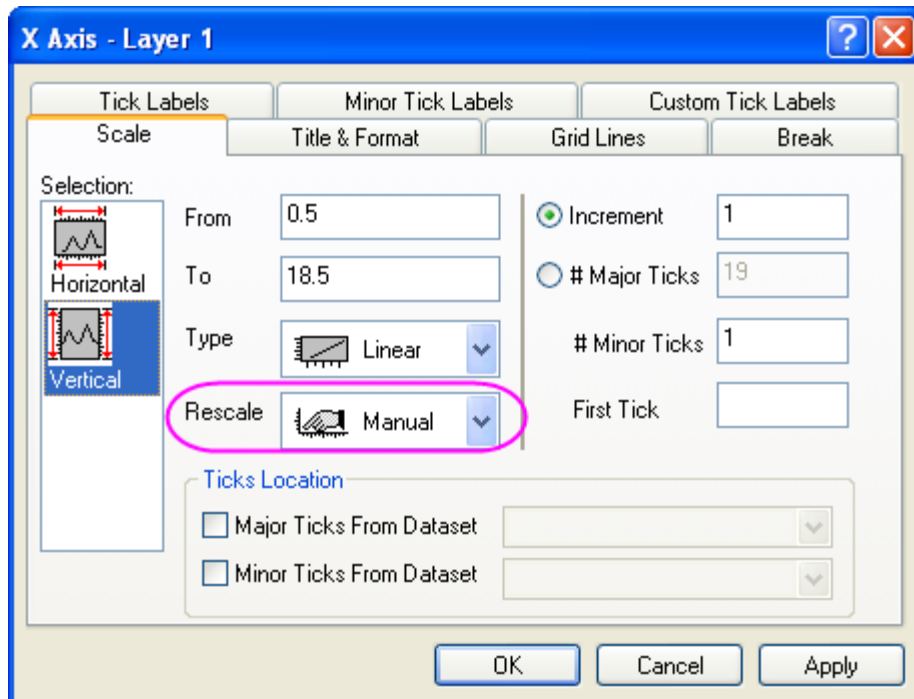 X Axis - Layer 1
Tick Labels Minor Tick Labels Custom Tick Labels
Scale Title & Format Grid Lines Break
Selection:
Horizontal
Vertical
From 0.5
To 18.5
Type Linear
Rescale Manual
Increment 1
# Major Ticks 19
# Minor Ticks 1
First Tick
Ticks Location
Major Ticks From Dataset
Minor Ticks From Dataset
OK Cancel Apply